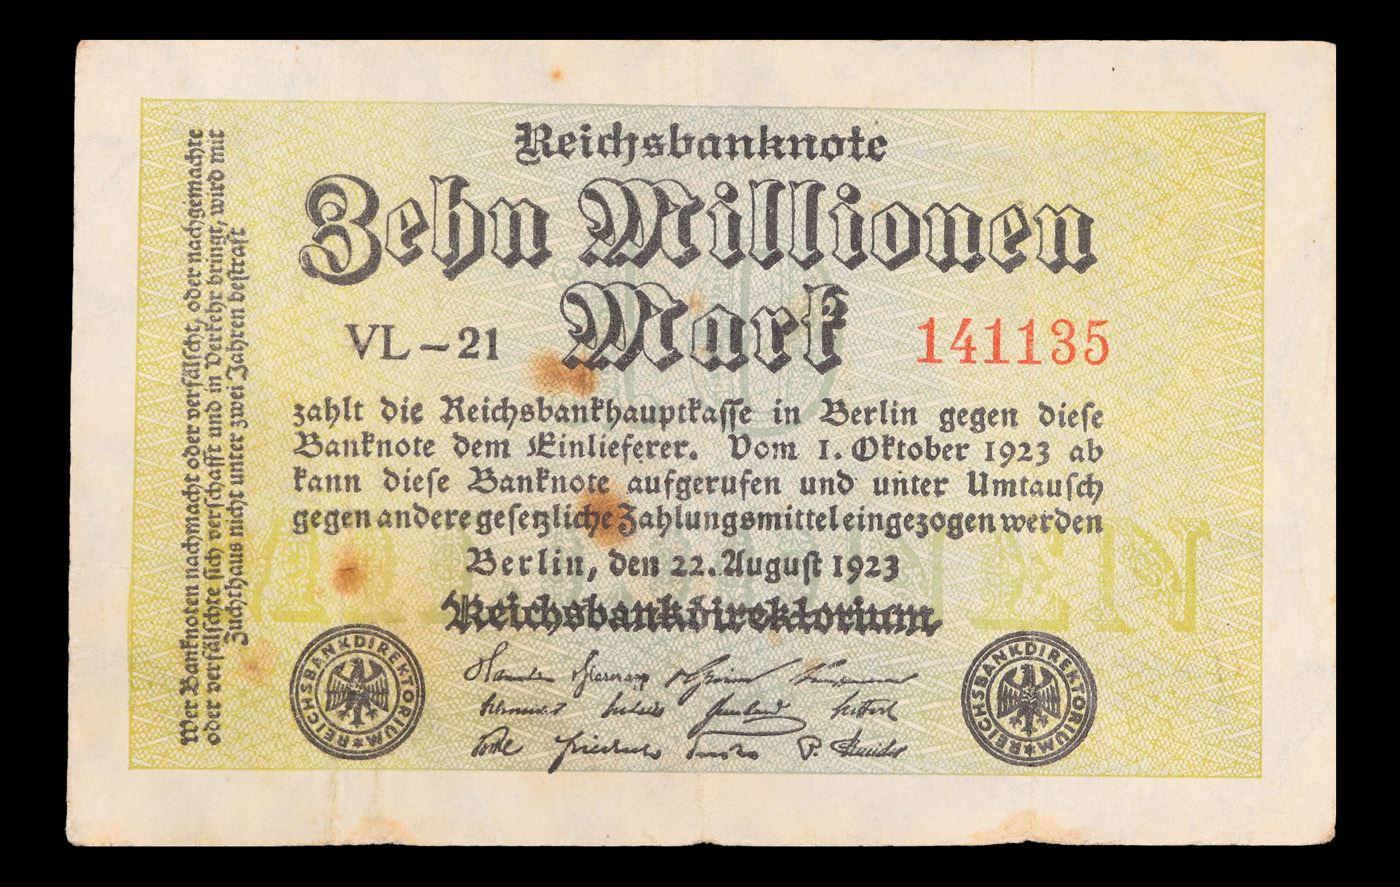 Reichsbanknote
Zehn Millionen
Mark
VL-21
141135
zahlt die Reichsbankhauptkasse in Berlin gegen diese
Banknote dem Einlieferer. Vom 1. Oktober 1923 ab
kann diese Banknote aufgerufen und unter Umtausch
gegen andere gesetzliche Zahlungsmittel eingezogen werden
Berlin, den 22. August 1923
Reichsbankdirektorium
REICHSBANKDIREKTORIUM
REICHSBANKDIREKTORIUM
Wer Banknoten nachmacht oder verfälscht, oder nachgemachte
oder verfälschte sich verschafft und in Verkehr bringt, wird mit
Zuchthaus nicht unter zwei Jahren bestraft